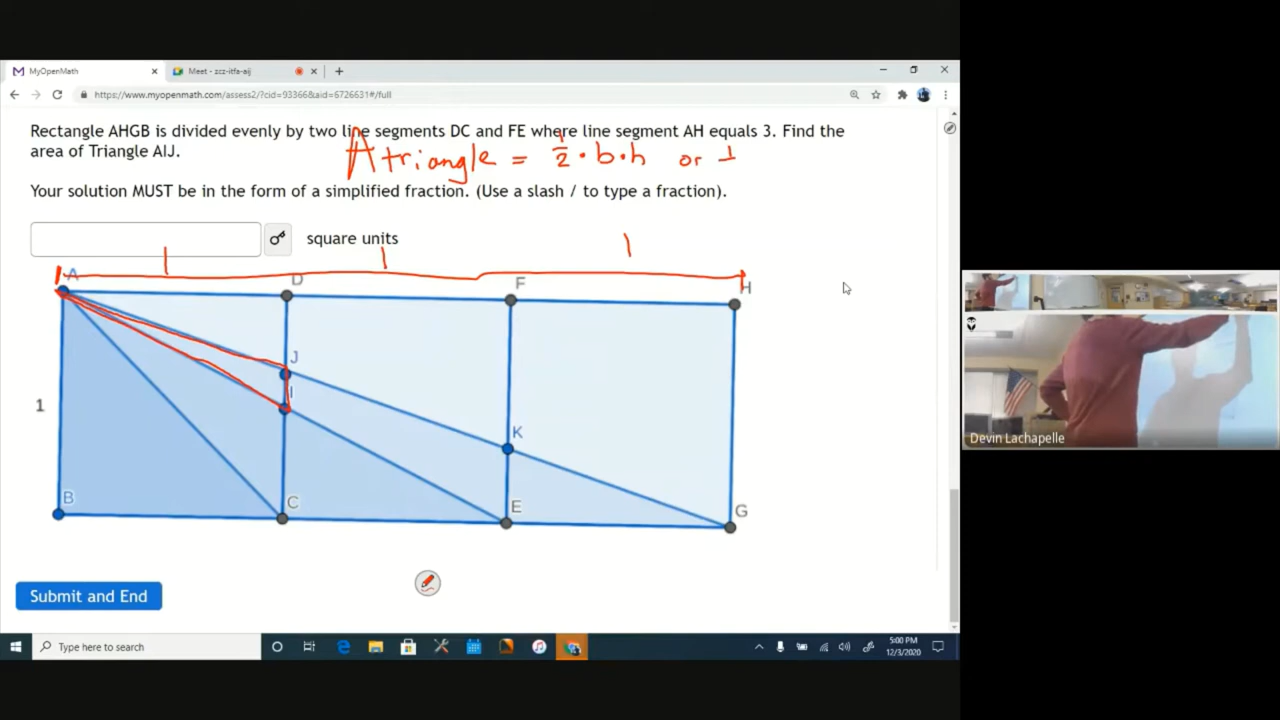 MyOpenMath
Meet - zcz-itfa-aij
https://www.myopenmath.com/assess2/?cid=93366&aid=6726631#/full
Rectangle AHGB is divided evenly by two line segments DC and FE where line segment AH equals 3. Find the
area of Triangle AIJ.
A triangle = 1/2 · b · h or 1
Your solution MUST be in the form of a simplified fraction. (Use a slash / to type a fraction).
square units
1 1 1
A D F H
J
I
1
K
B C E G
Submit and End
Devin Lachapelle
Type here to search
5:00 PM
12/3/2020